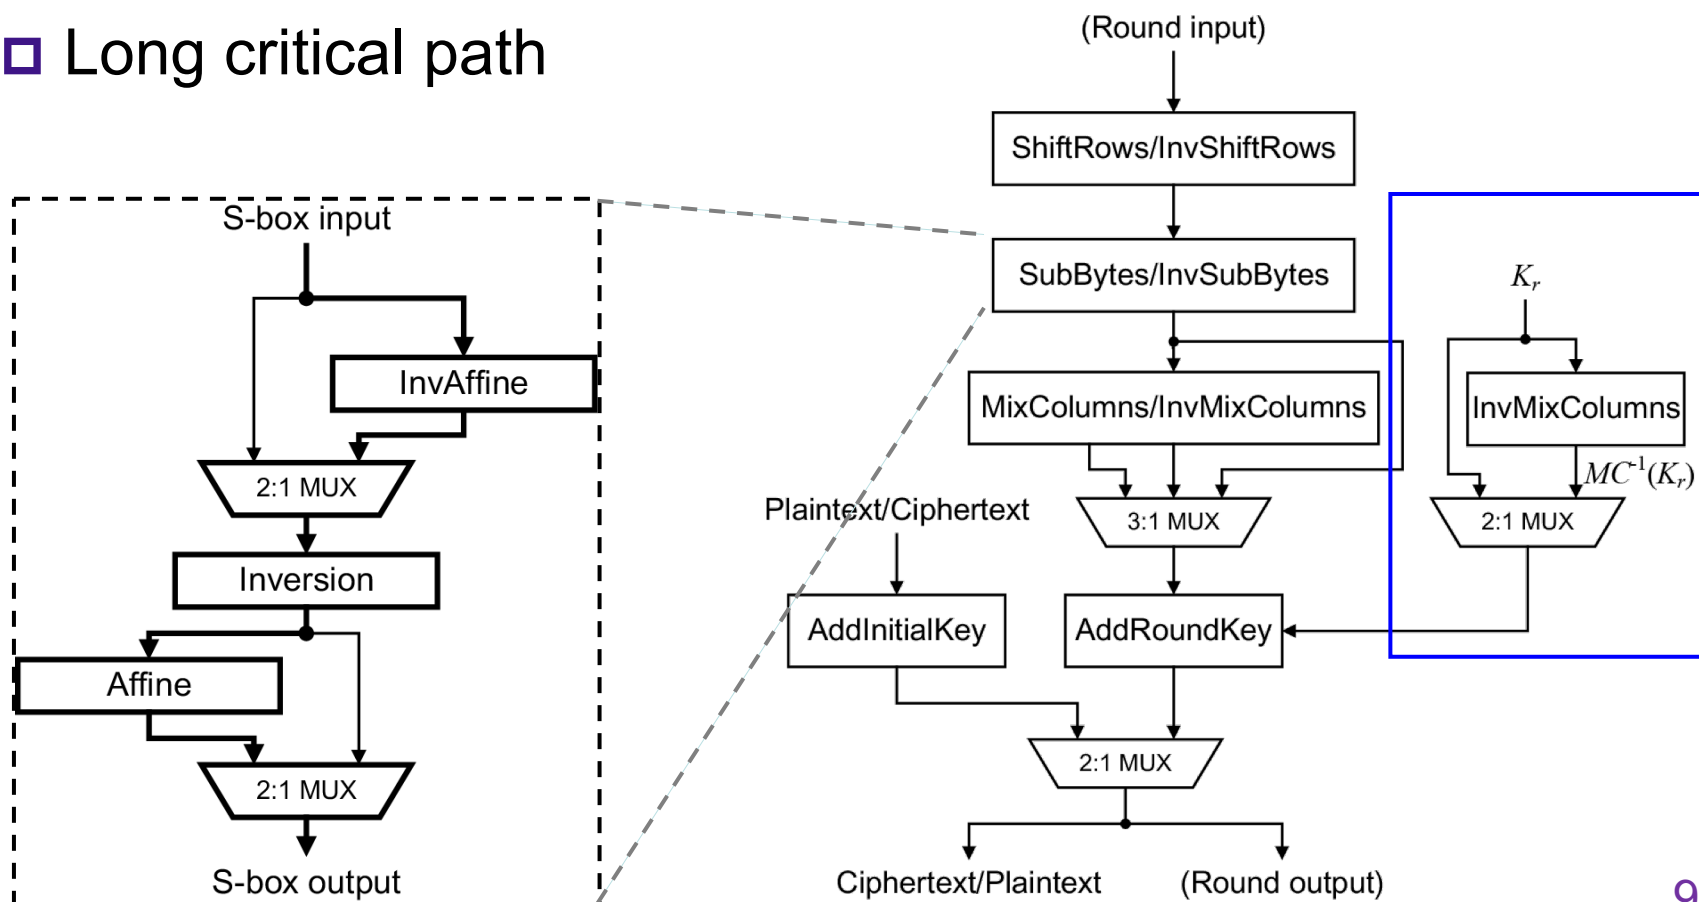 Long critical path
(Round input)
ShiftRows/InvShiftRows
S-box input
SubBytes/InvSubBytes
K_r
InvAffine
MixColumns/InvMixColumns
InvMixColumns
MC^-1(K_r)
2:1 MUX
Plaintext/Ciphertext
3:1 MUX
2:1 MUX
Inversion
AddInitialKey
AddRoundKey
Affine
2:1 MUX
2:1 MUX
S-box output
Ciphertext/Plaintext
(Round output)
9